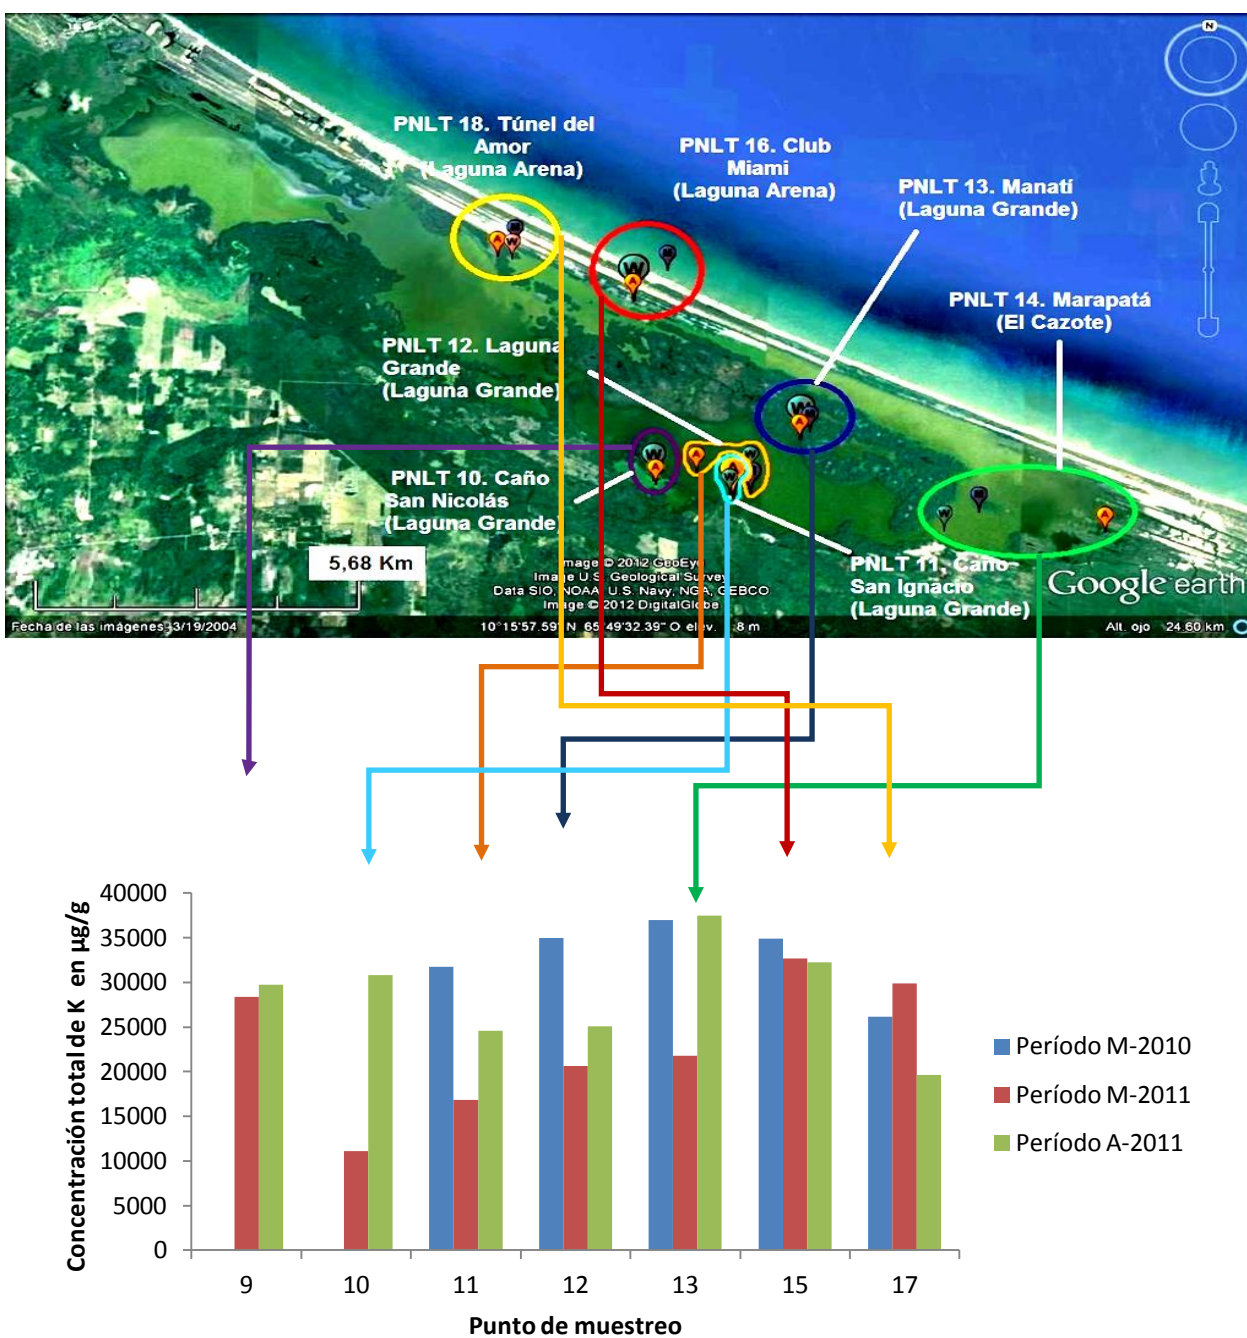 N
PNLT 18. Túnel del
Amor
(Laguna Arena)
PNLT 16. Club
Miami
(Laguna Arena)
PNLT 13. Manatí
(Laguna Grande)
PNLT 14. Marapatá
(El Cazote)
PNLT 12. Laguna
Grande
(Laguna Grande)
PNLT 10. Caño
San Nicolás
(Laguna Grande)
PNLT 11. Caño
San Ignacio
(Laguna Grande)
M
A
W
W
M
A
W
A
A
W
A
W
A
W
M
W
A
5,68 Km
Image © 2012 GeoEye
Image U.S. Geological Survey
Data SIO, NOAA, U.S. Navy, NGA, GEBCO
Image © 2012 DigitalGlobe
Google earth
Fecha de las imágenes: 3/19/2004
10°15'57.59" N 65°49'32.39" O elev. 8 m
Alt. ojo 24.60 km
Concentración total de K en µg/g
40000
35000
30000
25000
20000
15000
10000
5000
0
9 10 11 12 13 15 17
Punto de muestreo
Período M-2010
Período M-2011
Período A-2011